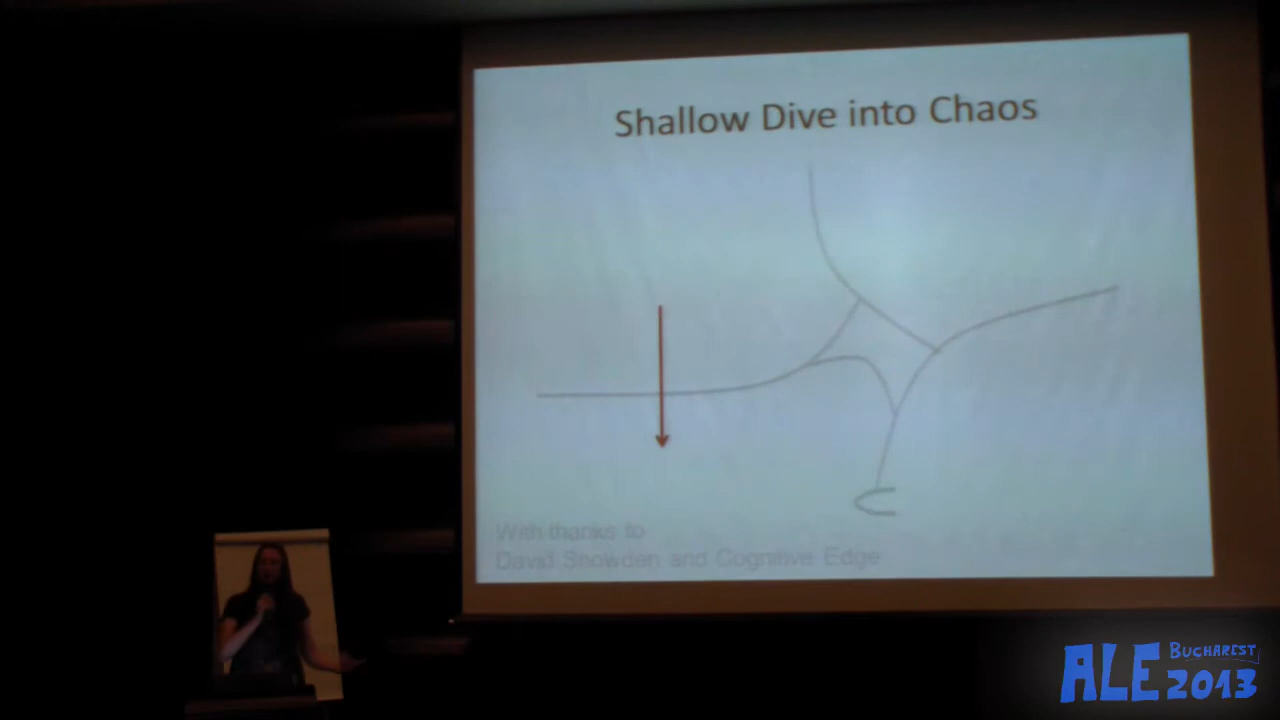 Shallow Dive into Chaos
With thanks to
David Snowden and Cognitive Edge
ALE BUCHAREST
2013